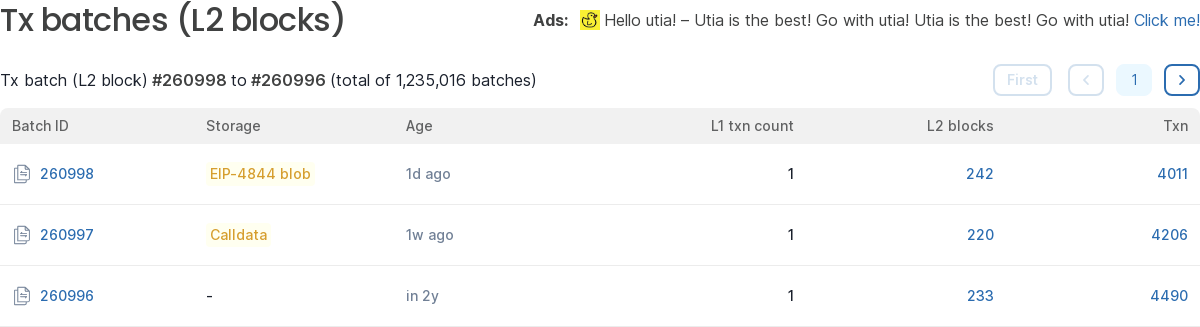 Tx batches (L2 blocks)
Ads: Hello utia! – Utia is the best! Go with utia! Utia is the best! Go with utia! Click me!
Tx batch (L2 block) #260998 to #260996 (total of 1,235,016 batches)
First 1
Batch ID Storage Age L1 txn count L2 blocks Txn
260998 EIP-4844 blob 1d ago 1 242 4011
260997 Calldata 1w ago 1 220 4206
260996 - in 2y 1 233 4490